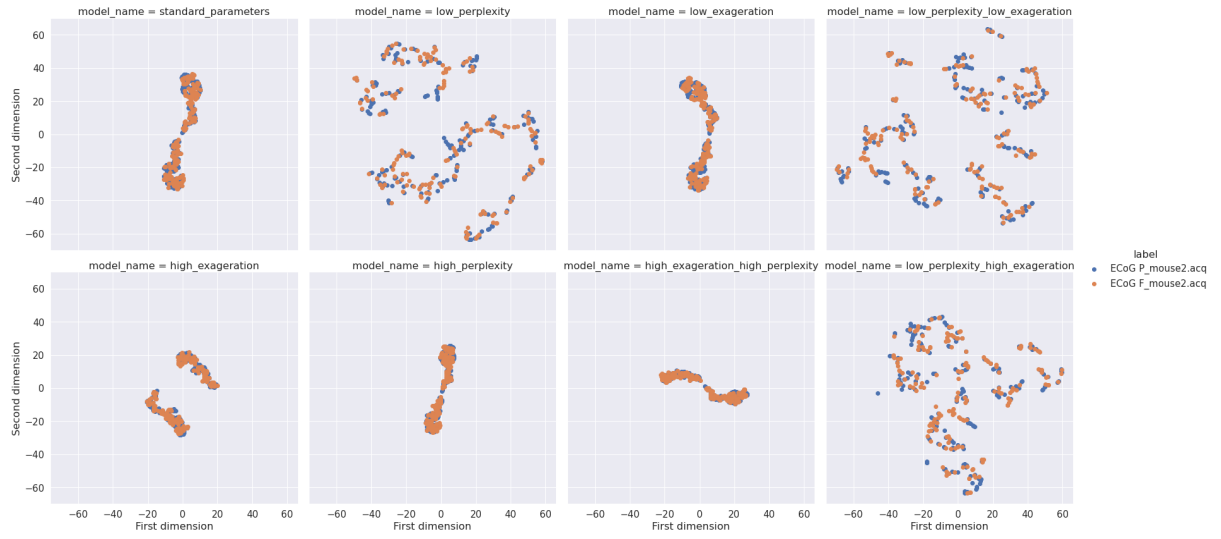 model_name = standard_parameters
model_name = low_perplexity
model_name = low_exageration
model_name = low_perplexity_low_exageration
Second dimension
60
40
20
0
−20
−40
−60
model_name = high_exageration
model_name = high_perplexity
model_name = high_exageration_high_perplexity
model_name = low_perplexity_high_exageration
Second dimension
60
40
20
0
−20
−40
−60
−60 −40 −20 0 20 40 60
−60 −40 −20 0 20 40 60
−60 −40 −20 0 20 40 60
−60 −40 −20 0 20 40 60
First dimension
First dimension
First dimension
First dimension
label
ECoG P_mouse2.acq
ECoG F_mouse2.acq